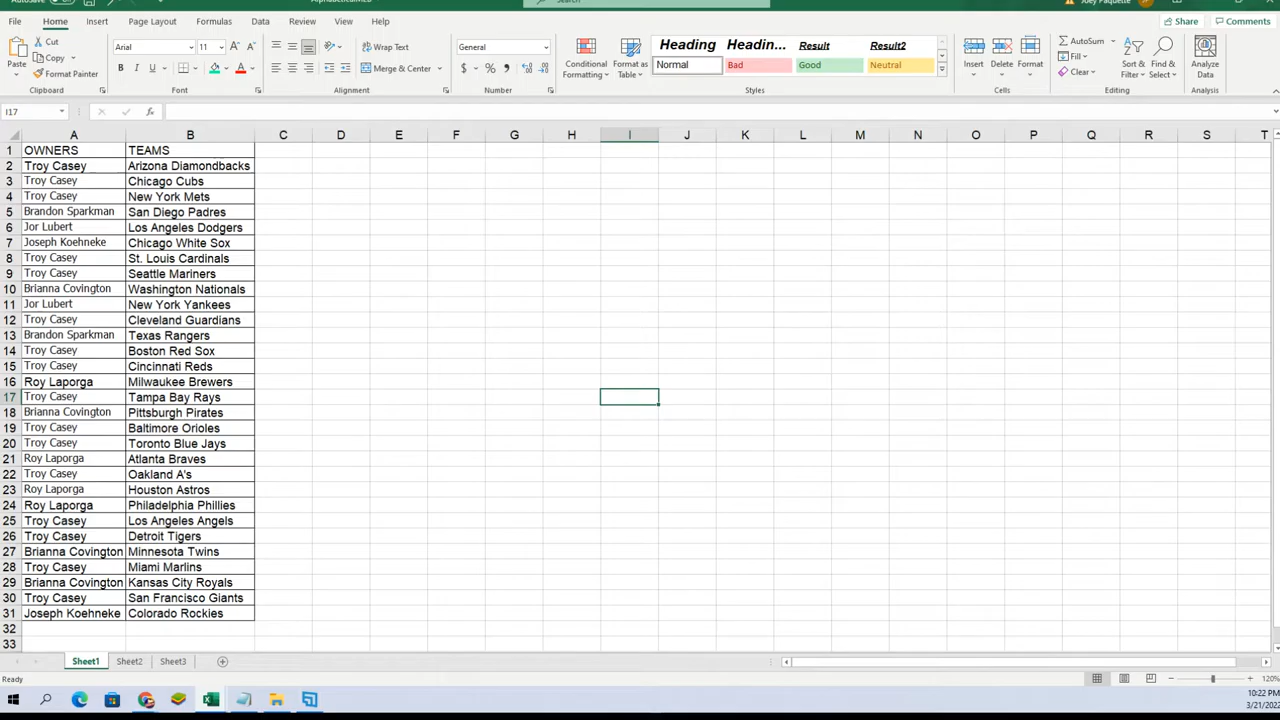 Share
Comments
File Home Insert Page Layout Formulas Data Review View Help
Cut
Copy
Format Painter
Paste
Clipboard
Arial 11
B I U
Font
Wrap Text
Merge & Center
Alignment
General
$ % ,
Number
Conditional Formatting
Format as Table
Heading Headin... Result Result2
Normal Bad Good Neutral
Styles
Insert Delete Format
Cells
AutoSum
Fill
Clear
Sort & Filter
Find & Select
Editing
Analyze Data
Analysis
I17 fx
A B C D E F G H I J K L M N O P Q R S T
1 OWNERS TEAMS
2 Troy Casey Arizona Diamondbacks
3 Troy Casey Chicago Cubs
4 Troy Casey New York Mets
5 Brandon Sparkman San Diego Padres
6 Jor Lubert Los Angeles Dodgers
7 Joseph Koehneke Chicago White Sox
8 Troy Casey St. Louis Cardinals
9 Troy Casey Seattle Mariners
10 Brianna Covington Washington Nationals
11 Jor Lubert New York Yankees
12 Troy Casey Cleveland Guardians
13 Brandon Sparkman Texas Rangers
14 Troy Casey Boston Red Sox
15 Troy Casey Cincinnati Reds
16 Roy Laporga Milwaukee Brewers
17 Troy Casey Tampa Bay Rays
18 Brianna Covington Pittsburgh Pirates
19 Troy Casey Baltimore Orioles
20 Troy Casey Toronto Blue Jays
21 Roy Laporga Atlanta Braves
22 Troy Casey Oakland A's
23 Roy Laporga Houston Astros
24 Roy Laporga Philadelphia Phillies
25 Troy Casey Los Angeles Angels
26 Troy Casey Detroit Tigers
27 Brianna Covington Minnesota Twins
28 Troy Casey Miami Marlins
29 Brianna Covington Kansas City Royals
30 Troy Casey San Francisco Giants
31 Joseph Koehneke Colorado Rockies
32
33
Sheet1 Sheet2 Sheet3
Ready
120%
10:22 PM